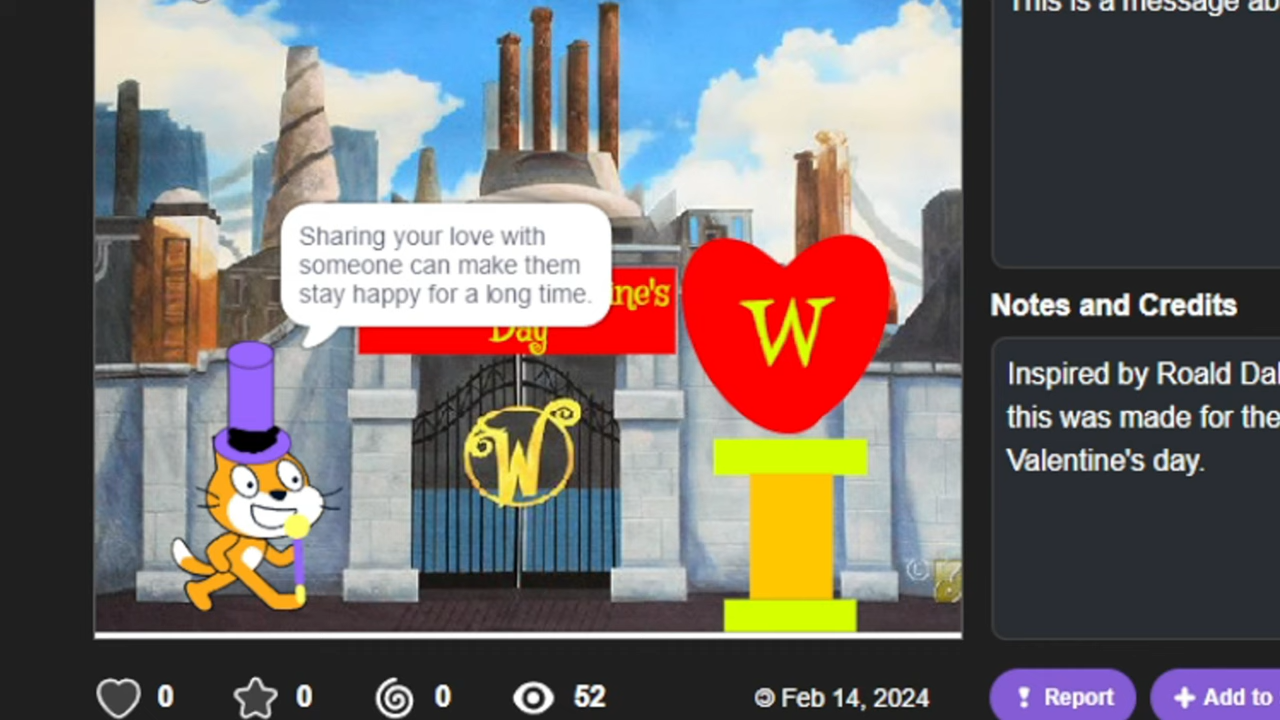 This is a message ab
Sharing your love with
someone can make them
stay happy for a long time.
ine's
Day
W
W
Notes and Credits
Inspired by Roald Dal
this was made for the
Valentine's day.
0
0
0
52
Feb 14, 2024
Report
Add to